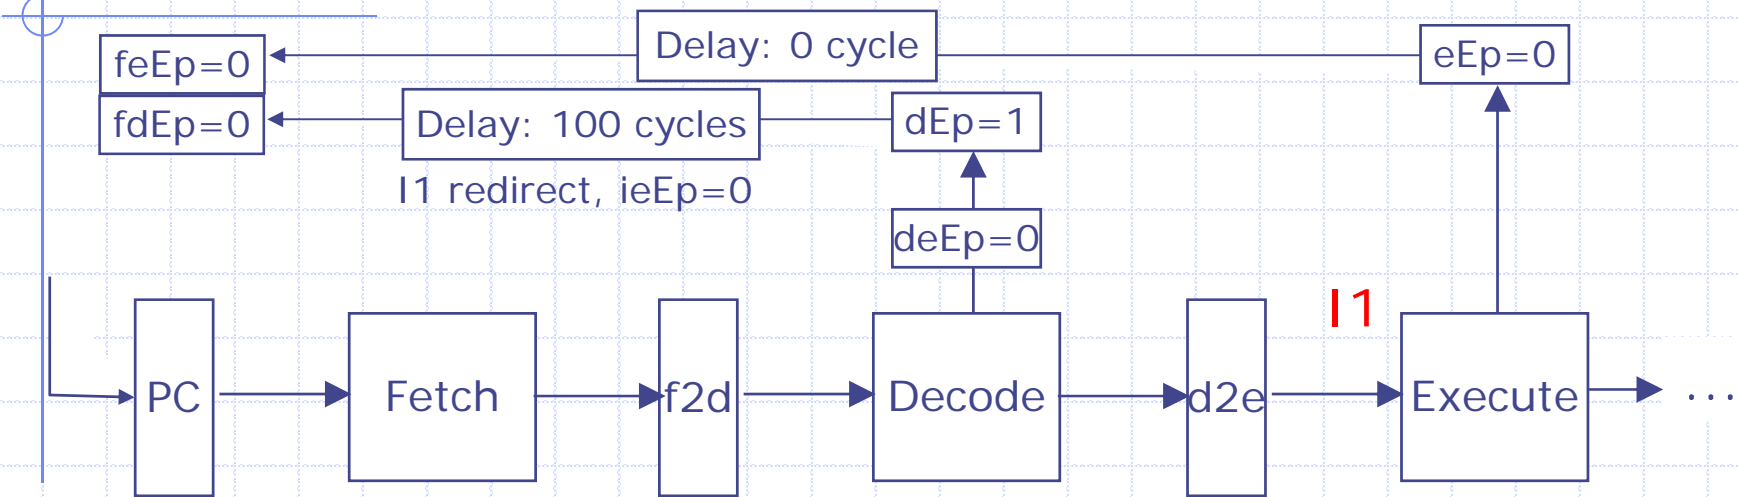 Delay: 0 cycle
eEp=0
feEp=0
fdEp=0
Delay: 100 cycles
dEp=1
I1 redirect, ieEp=0
deEp=0
I1
PC
Fetch
f2d
Decode
d2e
Execute
...